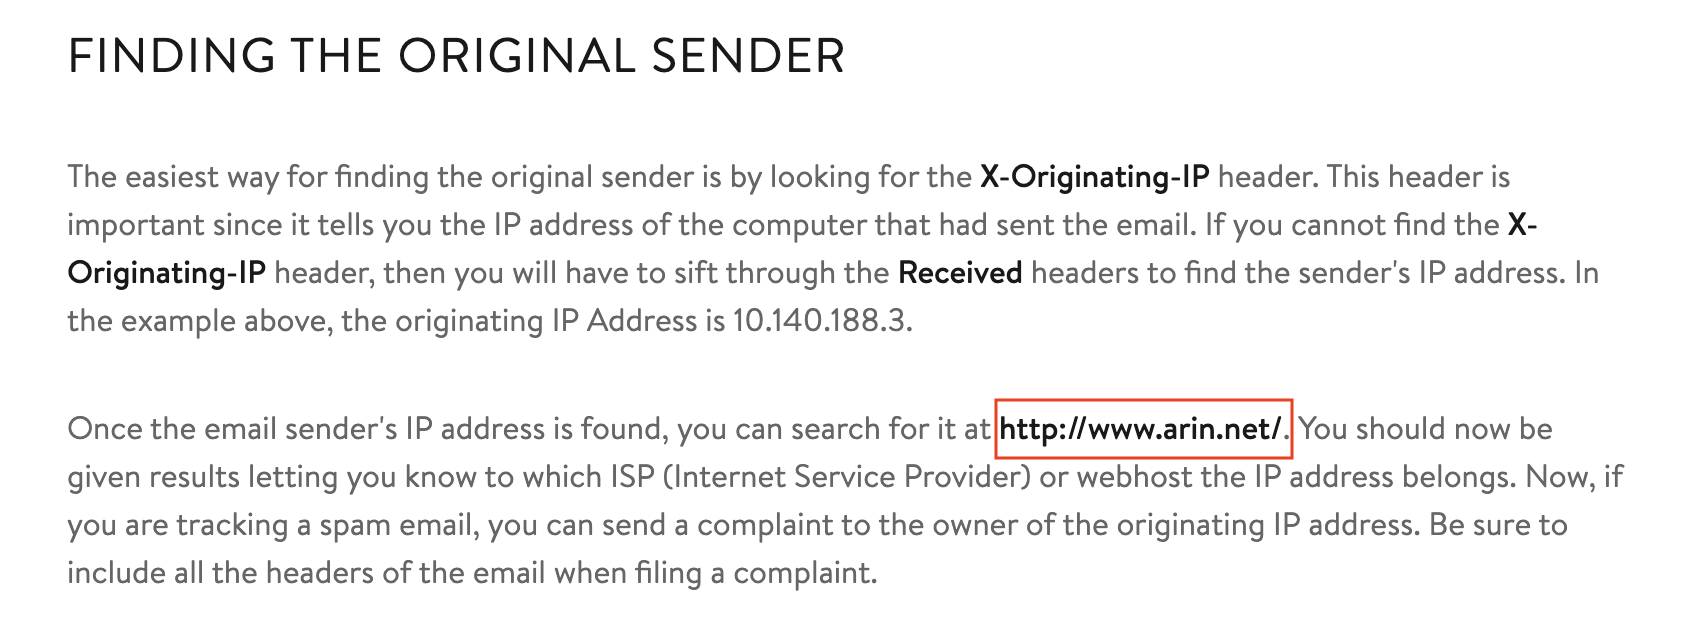 FINDING THE ORIGINAL SENDER
The easiest way for finding the original sender is by looking for the X-Originating-IP header. This header is
important since it tells you the IP address of the computer that had sent the email. If you cannot find the X-
Originating-IP header, then you will have to sift through the Received headers to find the sender's IP address. In
the example above, the originating IP Address is 10.140.188.3.
Once the email sender's IP address is found, you can search for it at http://www.arin.net/. You should now be
given results letting you know to which ISP (Internet Service Provider) or webhost the IP address belongs. Now, if
you are tracking a spam email, you can send a complaint to the owner of the originating IP address. Be sure to
include all the headers of the email when filing a complaint.